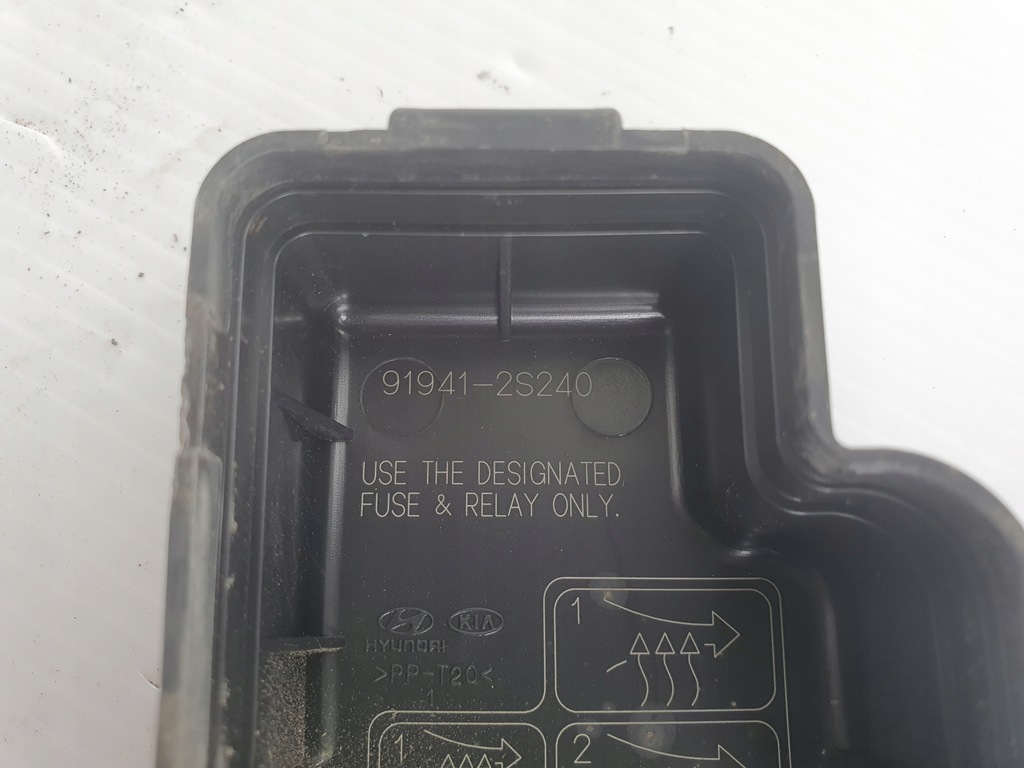 91941-2S240
USE THE DESIGNATED
FUSE & RELAY ONLY.
HYUNDAI KIA
>PP-T20<
1
1
1 2